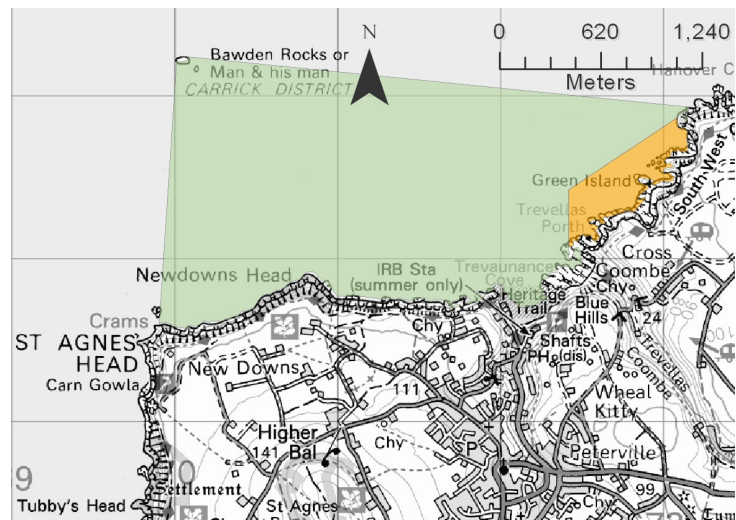 N
0 620 1,240
Meters
Bawden Rocks or
Man & his man
CARRICK DISTRICT
Hanover C
Green Island
Trevellas
Porth
South West C
Cross
Coombe
Chy
IRB Sta
(summer only)
Trevaunance
Cove
Heritage
Trail
Blue
Hills
24
Newdowns Head
Crams
ST AGNES
HEAD
Carn Gowla
New Downs
Chy
Shafts
PH (dis)
Trevellas
Coombe
111
Wheal
Kitty
Higher
Bal
141
Chy
P
Peterville
9
0
Settlement
Tubby's Head
St Agnes
Chy
99